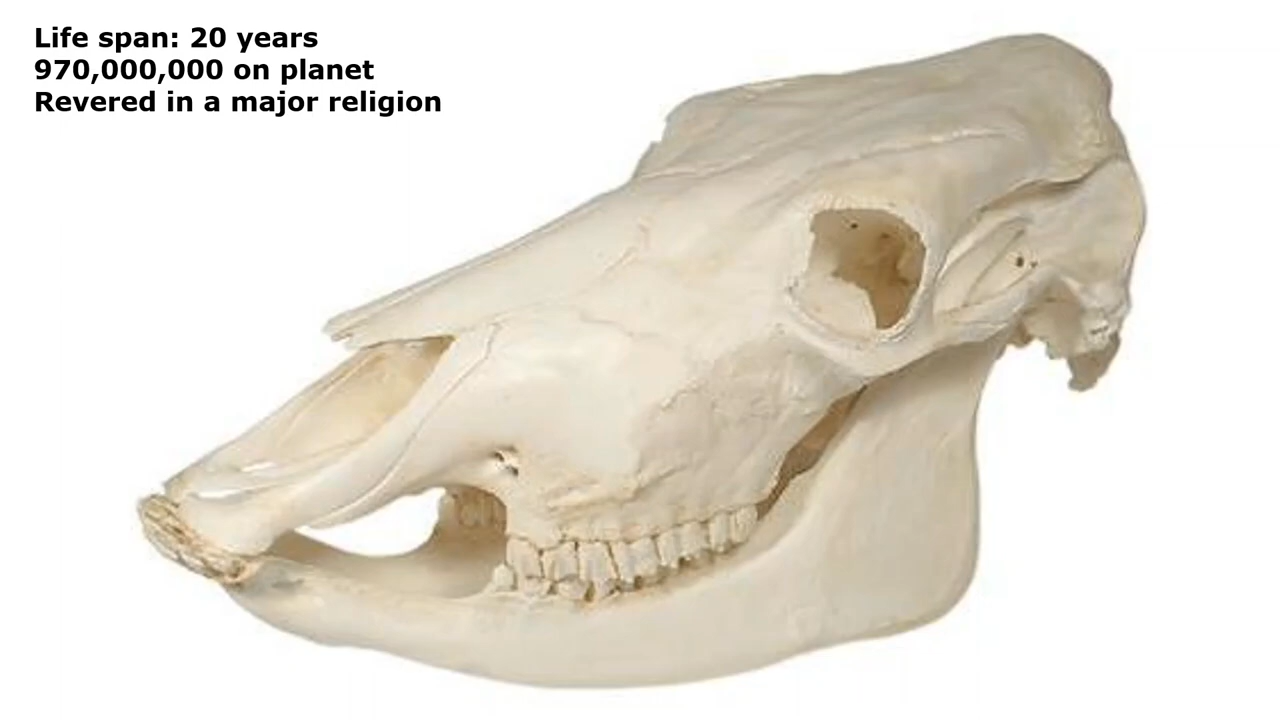 Life span: 20 years
970,000,000 on planet
Revered in a major religion